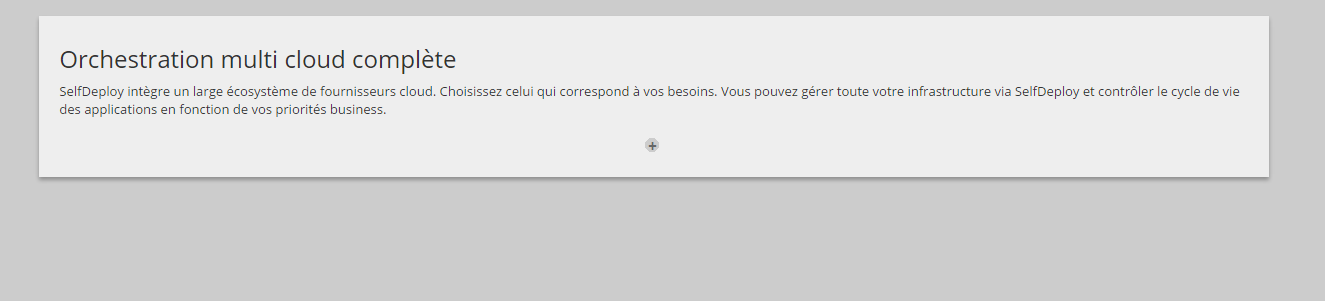 Orchestration multi cloud complète
SelfDeploy intègre un large écosystème de fournisseurs cloud. Choisissez celui qui correspond à vos besoins. Vous pouvez gérer toute votre infrastructure via SelfDeploy et contrôler le cycle de vie
des applications en fonction de vos priorités business.
+